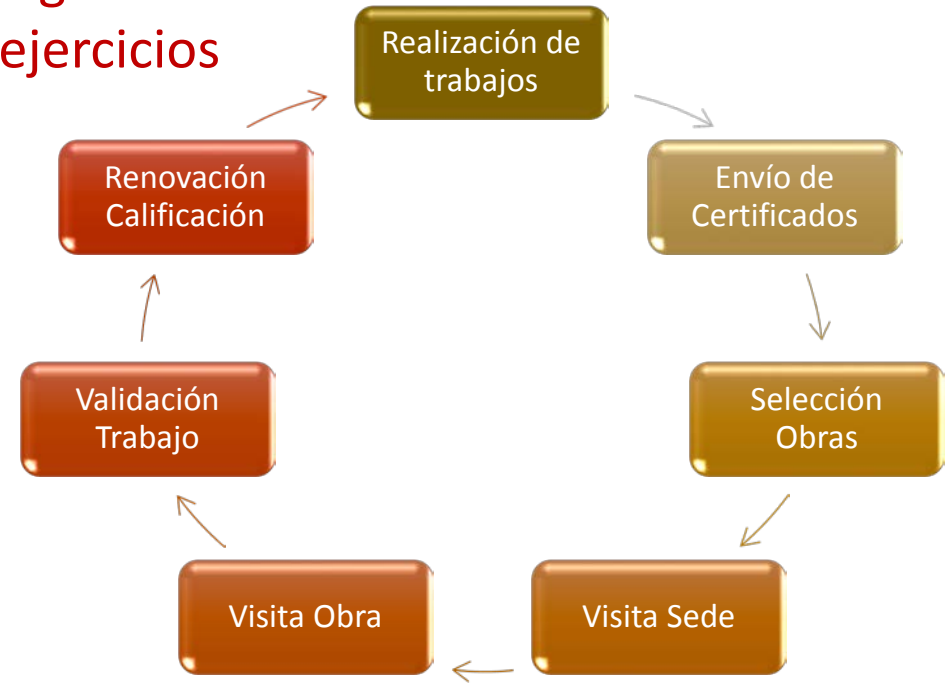 ejercicios
Realización de
trabajos
Envío de
Certificados
Selección
Obras
Visita Sede
Visita Obra
Validación
Trabajo
Renovación
Calificación